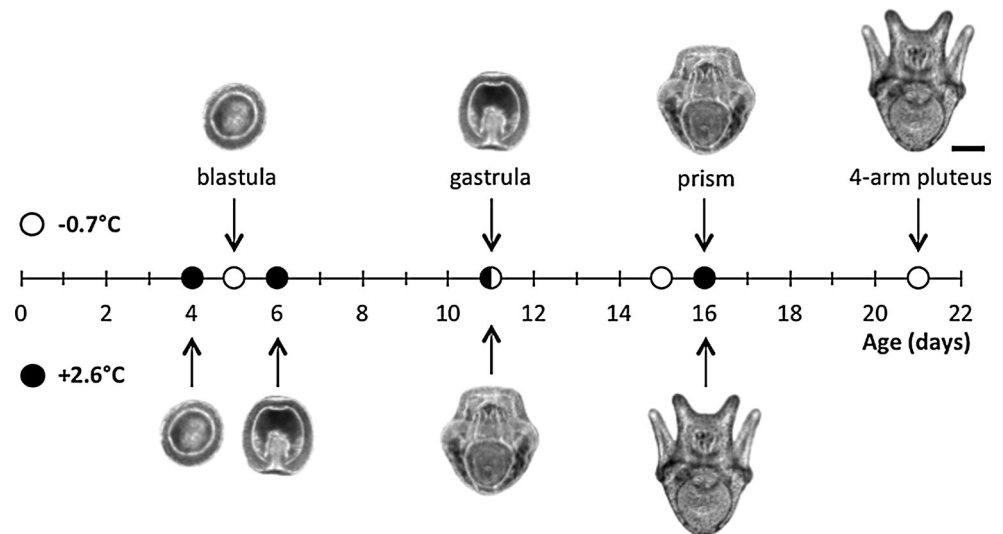 blastula gastrula prism 4-arm pluteus
-0.7°C
0 2 4 6 8 10 12 14 16 18 20 22
Age (days)
+2.6°C